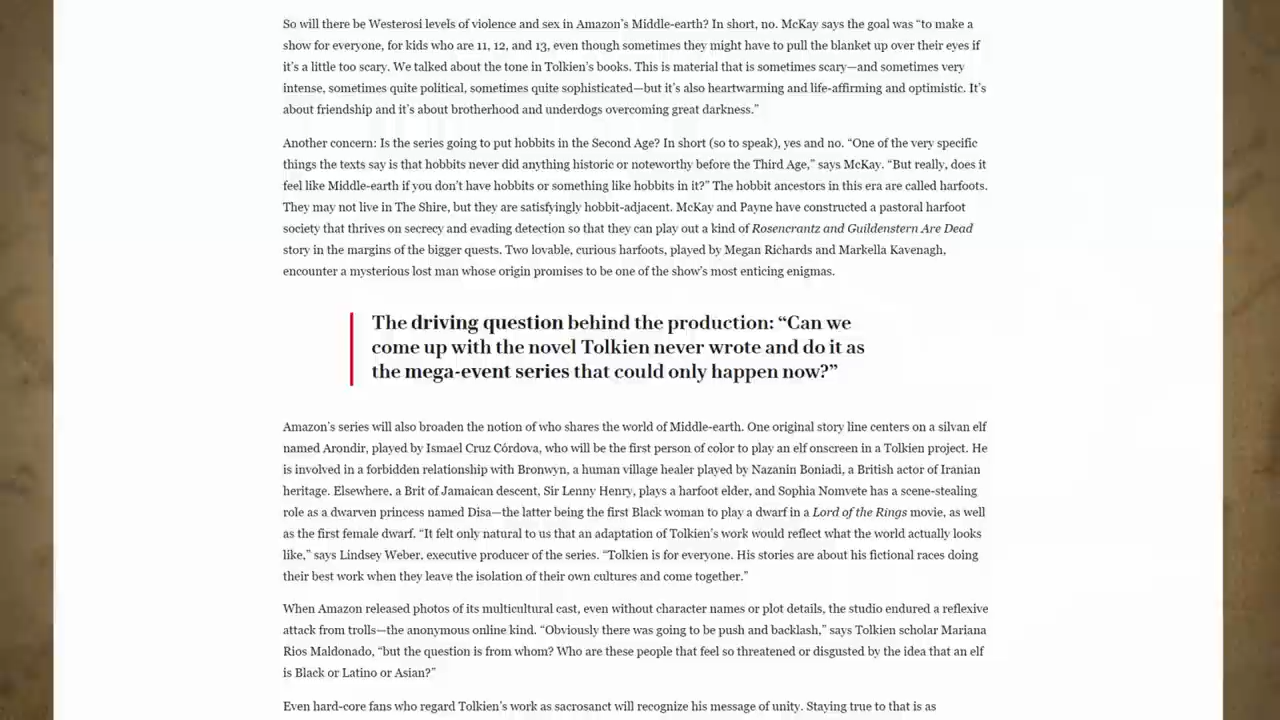 So will there be Westerosi levels of violence and sex in Amazon’s Middle-earth? In short, no. McKay says the goal was “to make a
show for everyone, for kids who are 11, 12, and 13, even though sometimes they might have to pull the blanket up over their eyes if
it’s a little too scary. We talked about the tone in Tolkien’s books. This is material that is sometimes scary—and sometimes very
intense, sometimes quite political, sometimes quite sophisticated—but it’s also heartwarming and life-affirming and optimistic. It’s
about friendship and it’s about brotherhood and underdogs overcoming great darkness.”
Another concern: Is the series going to put hobbits in the Second Age? In short (so to speak), yes and no. “One of the very specific
things the texts say is that hobbits never did anything historic or noteworthy before the Third Age,” says McKay. “But really, does it
feel like Middle-earth if you don’t have hobbits or something like hobbits in it?” The hobbit ancestors in this era are called harfoots.
They may not live in The Shire, but they are satisfyingly hobbit-adjacent. McKay and Payne have constructed a pastoral harfoot
society that thrives on secrecy and evading detection so that they can play out a kind of Rosencrantz and Guildenstern Are Dead
story in the margins of the bigger quests. Two lovable, curious harfoots, played by Megan Richards and Markella Kavenagh,
encounter a mysterious lost man whose origin promises to be one of the show’s most enticing enigmas.
The driving question behind the production: “Can we
come up with the novel Tolkien never wrote and do it as
the mega-event series that could only happen now?”
Amazon’s series will also broaden the notion of who shares the world of Middle-earth. One original story line centers on a silvan elf
named Arondir, played by Ismael Cruz Córdova, who will be the first person of color to play an elf onscreen in a Tolkien project. He
is involved in a forbidden relationship with Bronwyn, a human village healer played by Nazanin Boniadi, a British actor of Iranian
heritage. Elsewhere, a Brit of Jamaican descent, Sir Lenny Henry, plays a harfoot elder, and Sophia Nomvete has a scene-stealing
role as a dwarven princess named Disa—the latter being the first Black woman to play a dwarf in a Lord of the Rings movie, as well
as the first female dwarf. “It felt only natural to us that an adaptation of Tolkien’s work would reflect what the world actually looks
like,” says Lindsey Weber, executive producer of the series. “Tolkien is for everyone. His stories are about his fictional races doing
their best work when they leave the isolation of their own cultures and come together.”
When Amazon released photos of its multicultural cast, even without character names or plot details, the studio endured a reflexive
attack from trolls—the anonymous online kind. “Obviously there was going to be push and backlash,” says Tolkien scholar Mariana
Rios Maldonado, “but the question is from whom? Who are these people that feel so threatened or disgusted by the idea that an elf
is Black or Latino or Asian?”
Even hard-core fans who regard Tolkien’s work as sacrosanct will recognize his message of unity. Staying true to that is as